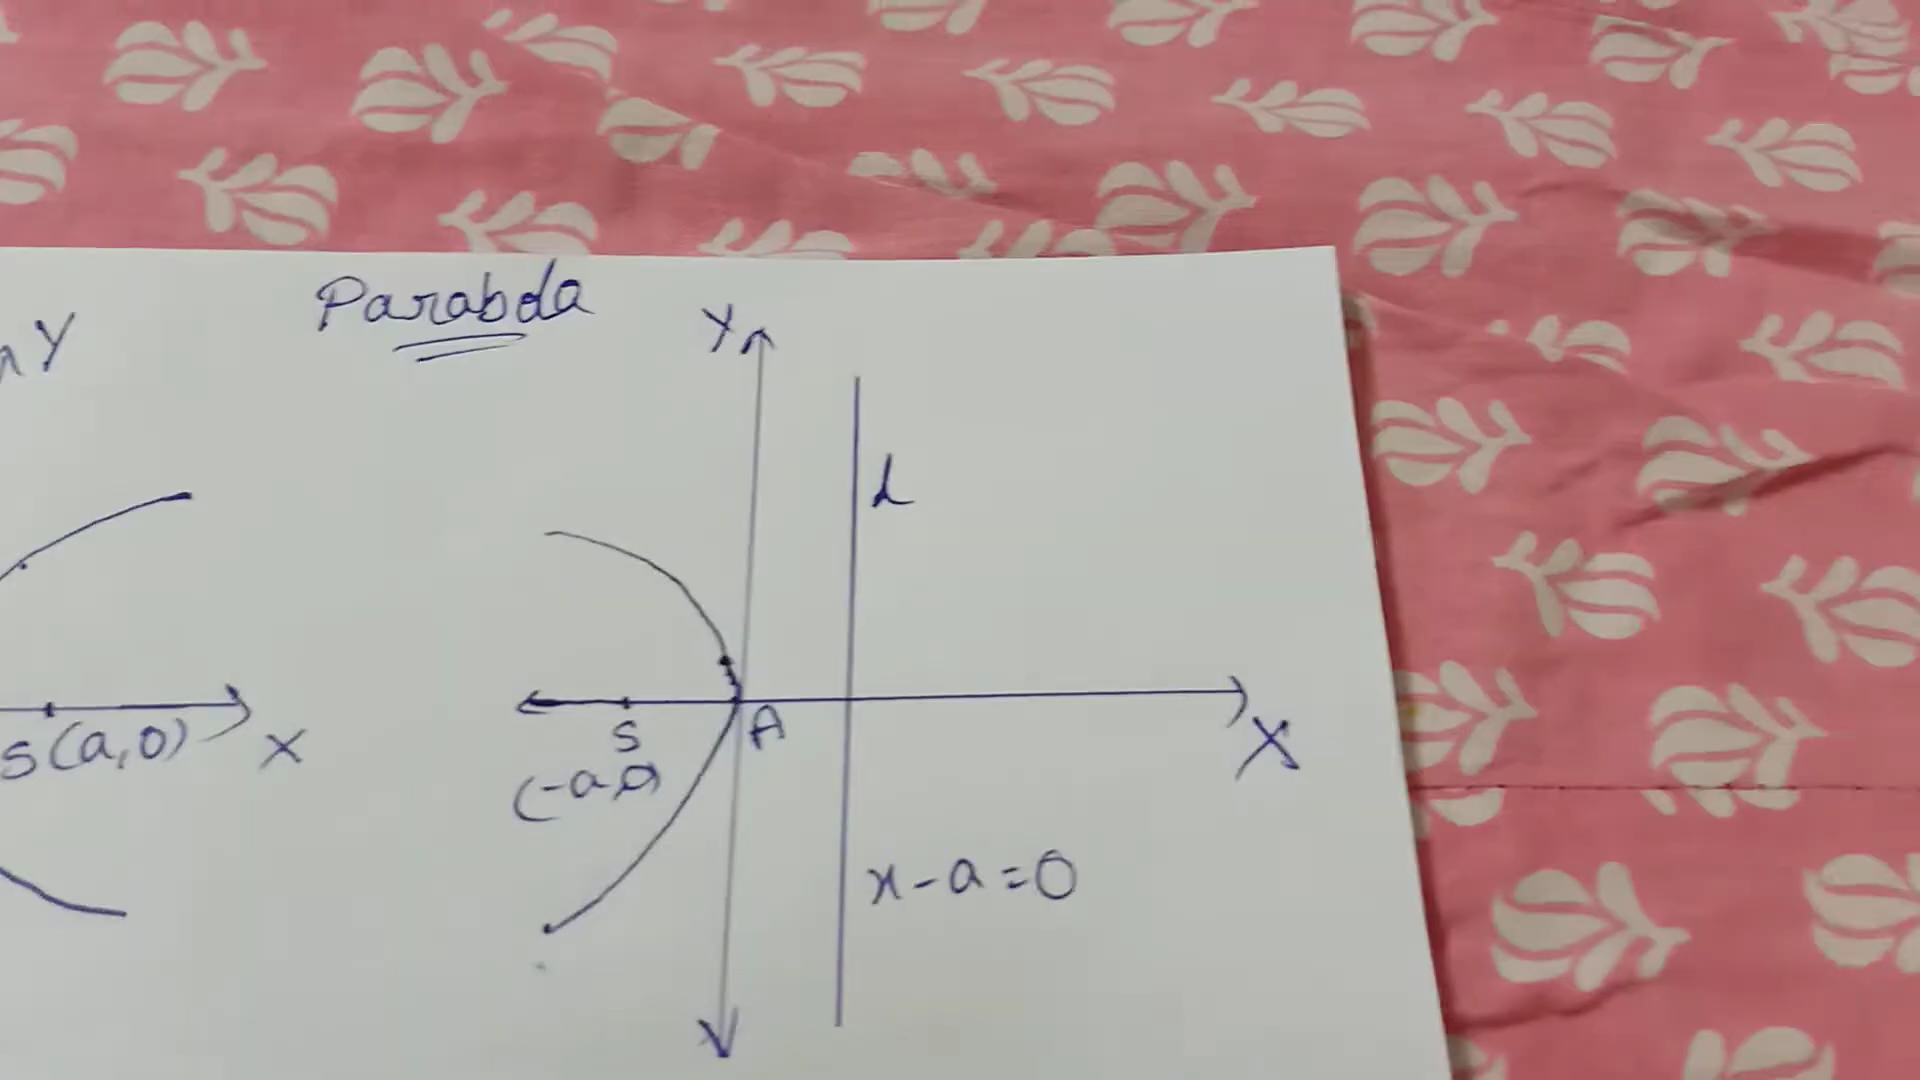 Parabola
Y
Y
L
S(a,0)
X
S
A
(-a,0)
X
x-a=0